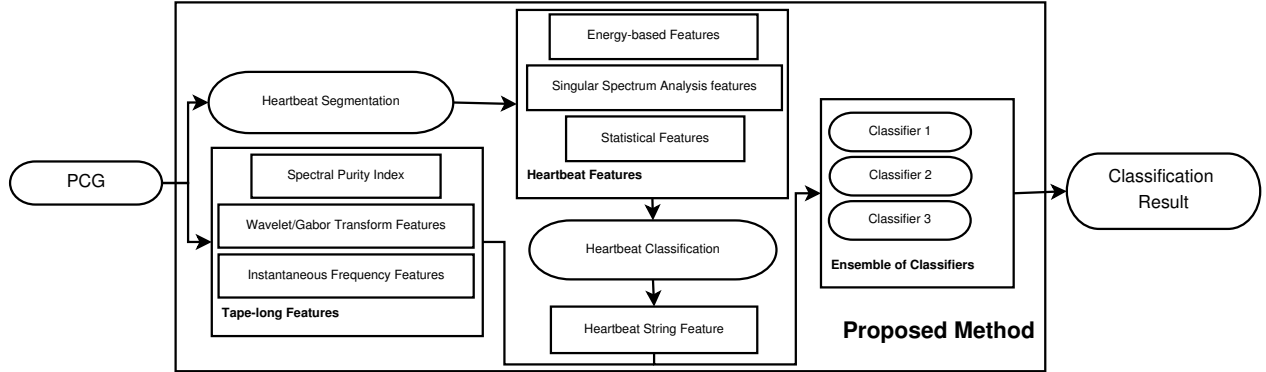 PCG
Heartbeat Segmentation
Spectral Purity Index
Wavelet/Gabor Transform Features
Instantaneous Frequency Features
Tape-long Features
Energy-based Features
Singular Spectrum Analysis features
Statistical Features
Heartbeat Features
Heartbeat Classification
Heartbeat String Feature
Classifier 1
Classifier 2
Classifier 3
Ensemble of Classifiers
Proposed Method
Classification
Result